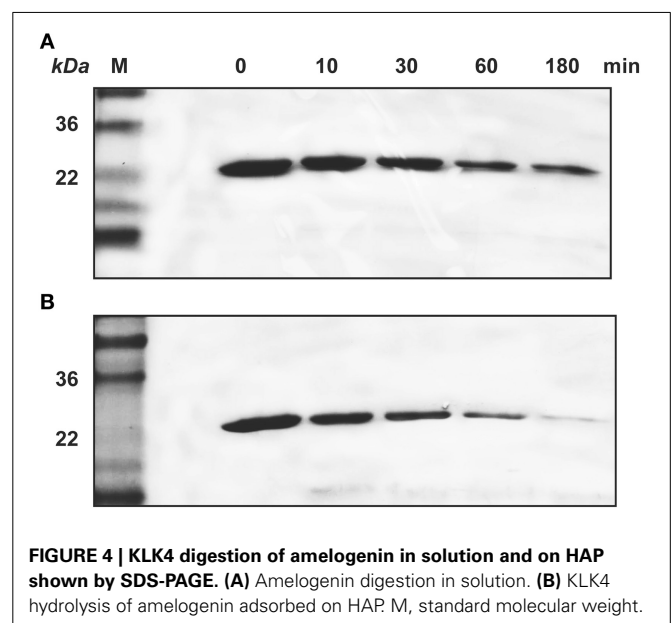 A
kDa M 0 10 30 60 180 min
36
22
B
36
22
FIGURE 4 | KLK4 digestion of amelogenin in solution and on HAP
shown by SDS-PAGE. (A) Amelogenin digestion in solution. (B) KLK4
hydrolysis of amelogenin adsorbed on HAP. M, standard molecular weight.